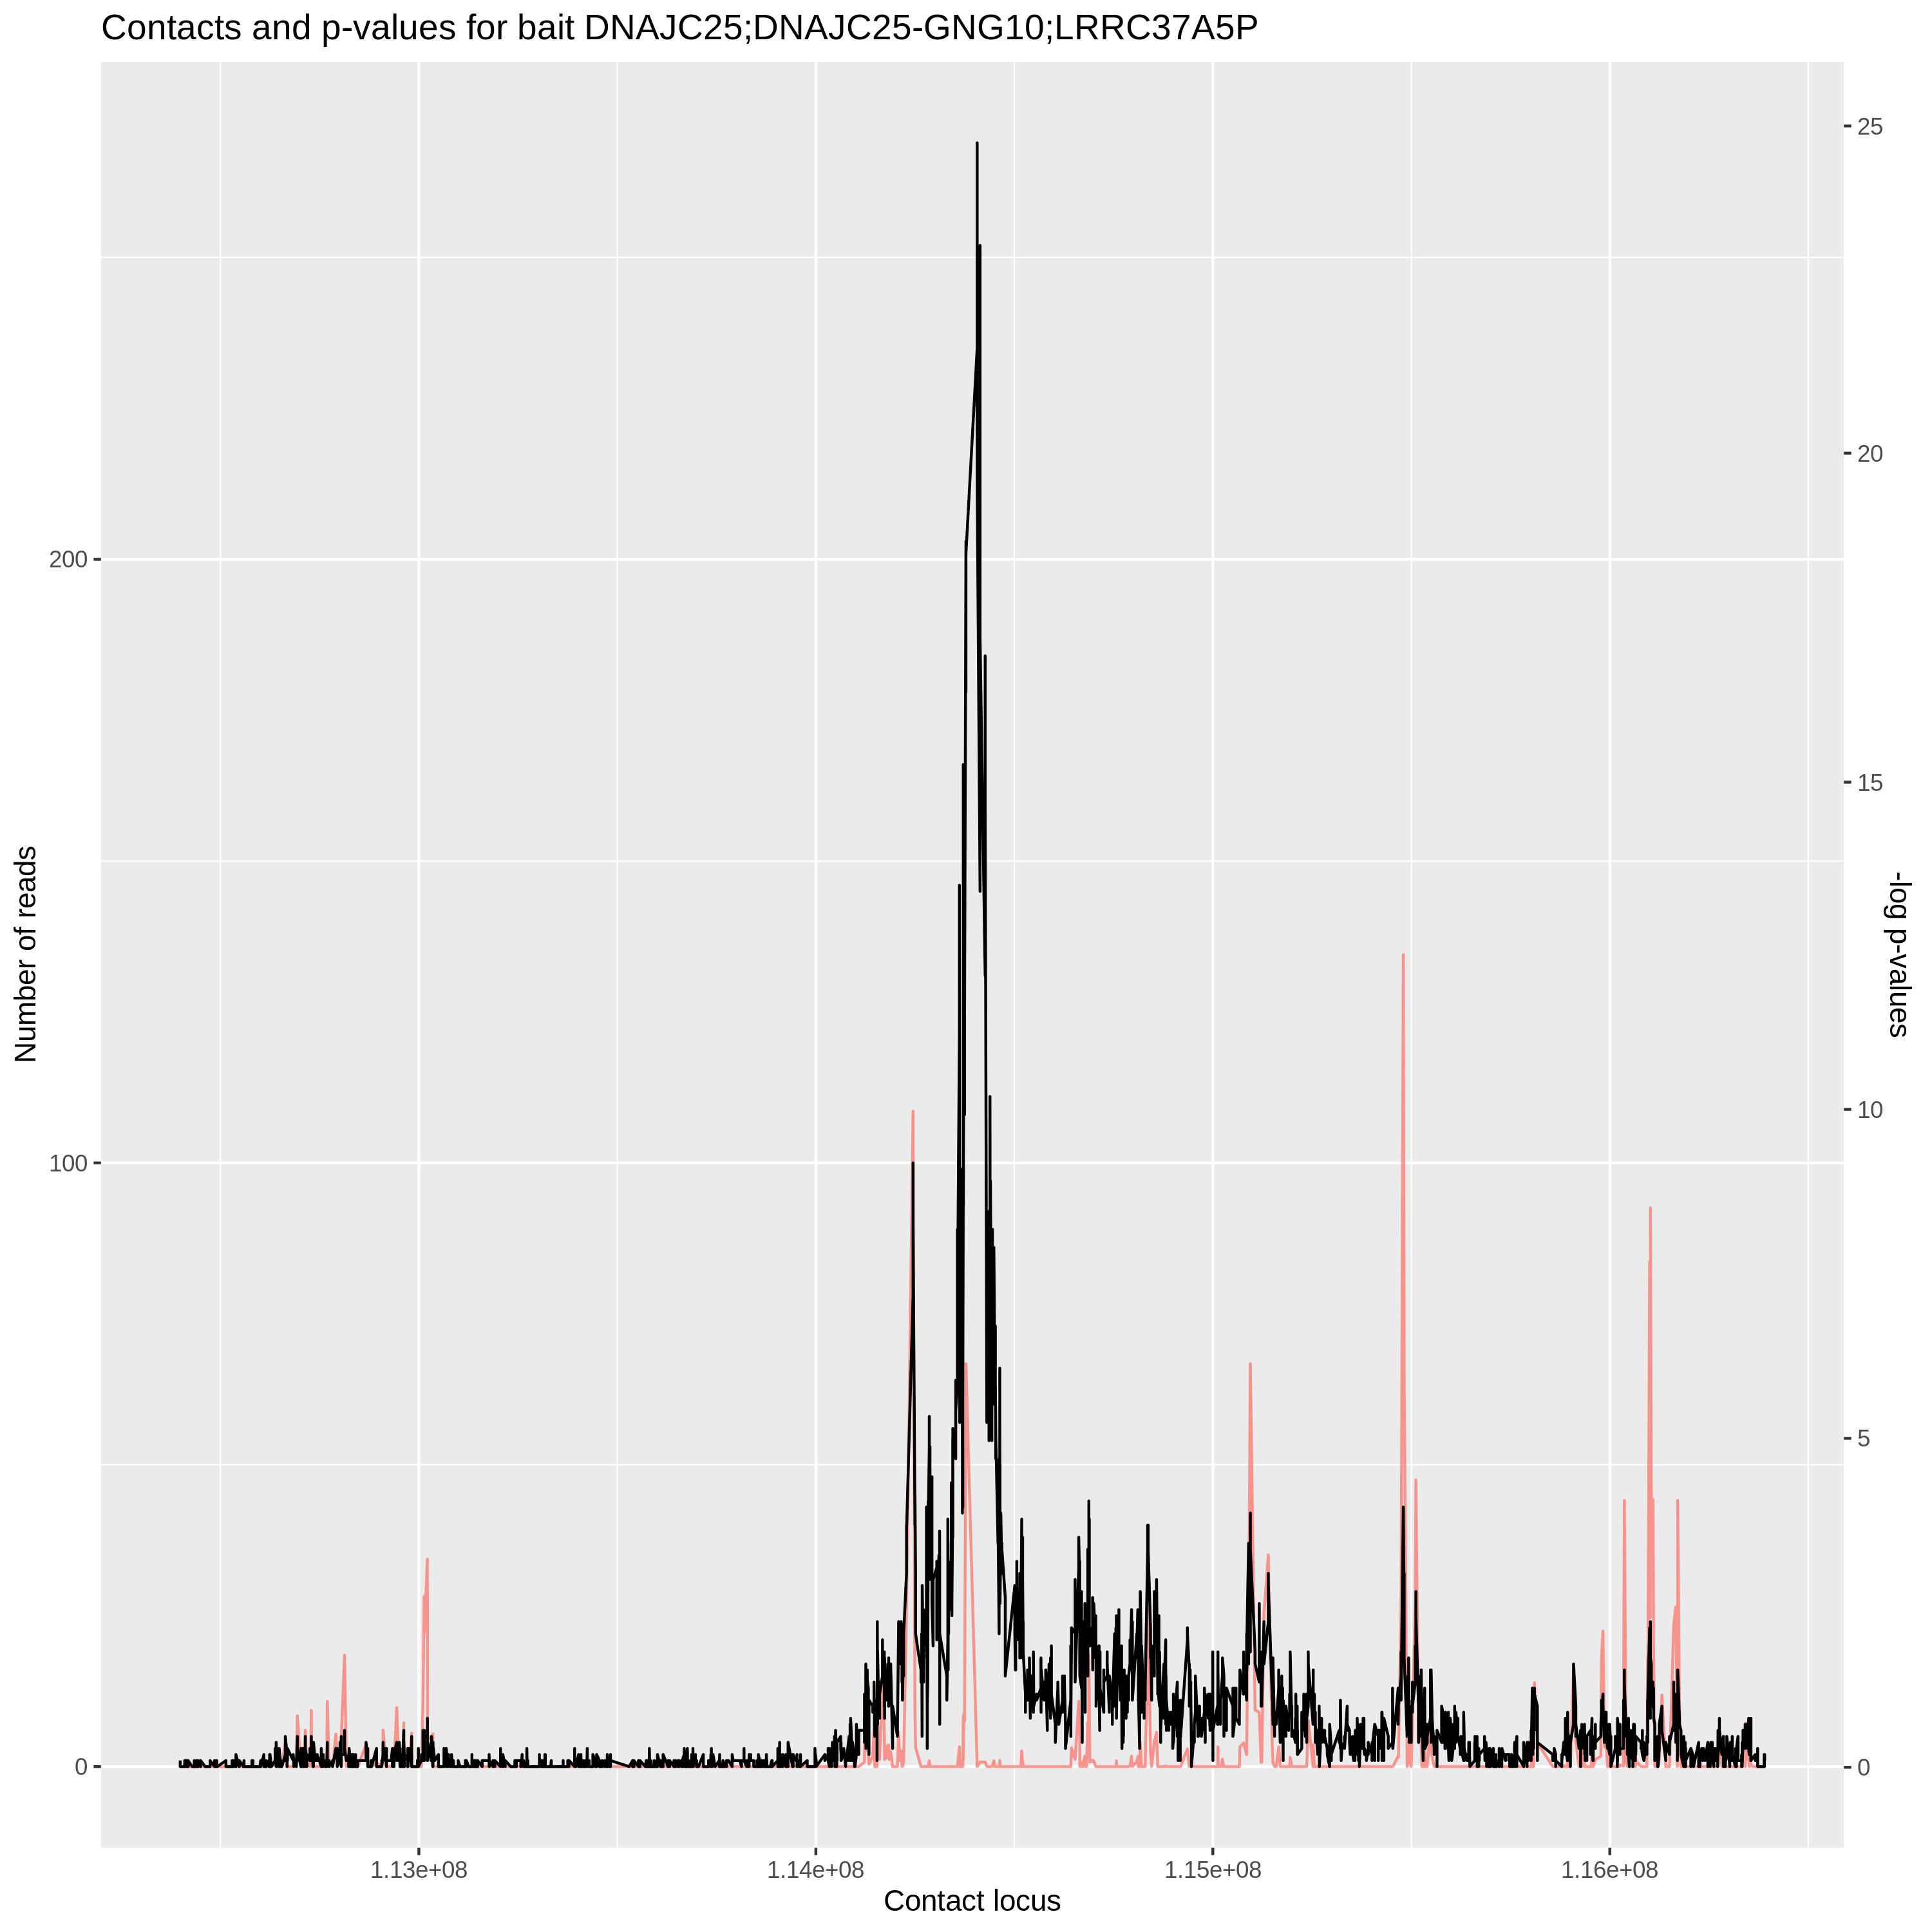 Contacts and p-values for bait DNAJC25;DNAJC25-GNG10;LRRC37A5P
25
20
15
10
5
0
-log p-values
200
100
0
Number of reads
1.13e+08
1.14e+08
1.15e+08
1.16e+08
Contact locus